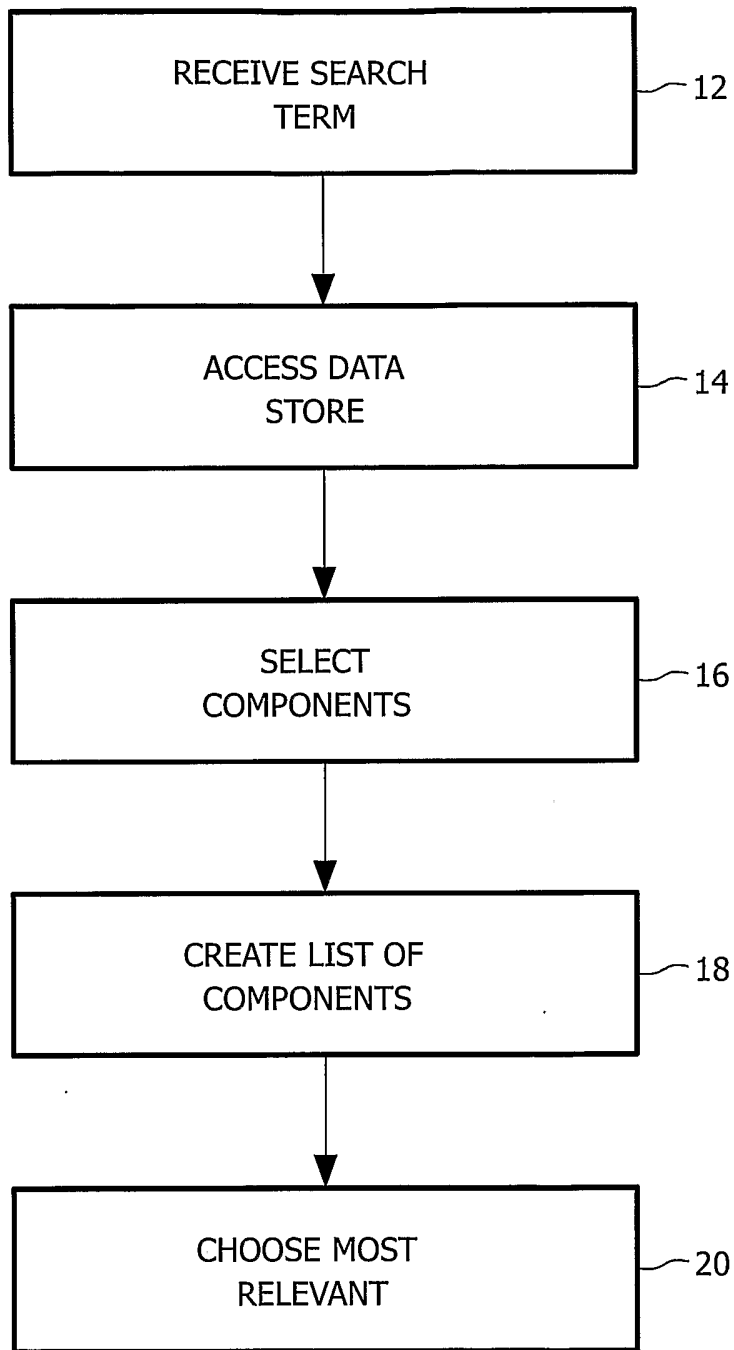 RECEIVE SEARCH
TERM
12
ACCESS DATA
STORE
14
SELECT
COMPONENTS
16
CREATE LIST OF
COMPONENTS
18
CHOOSE MOST
RELEVANT
20